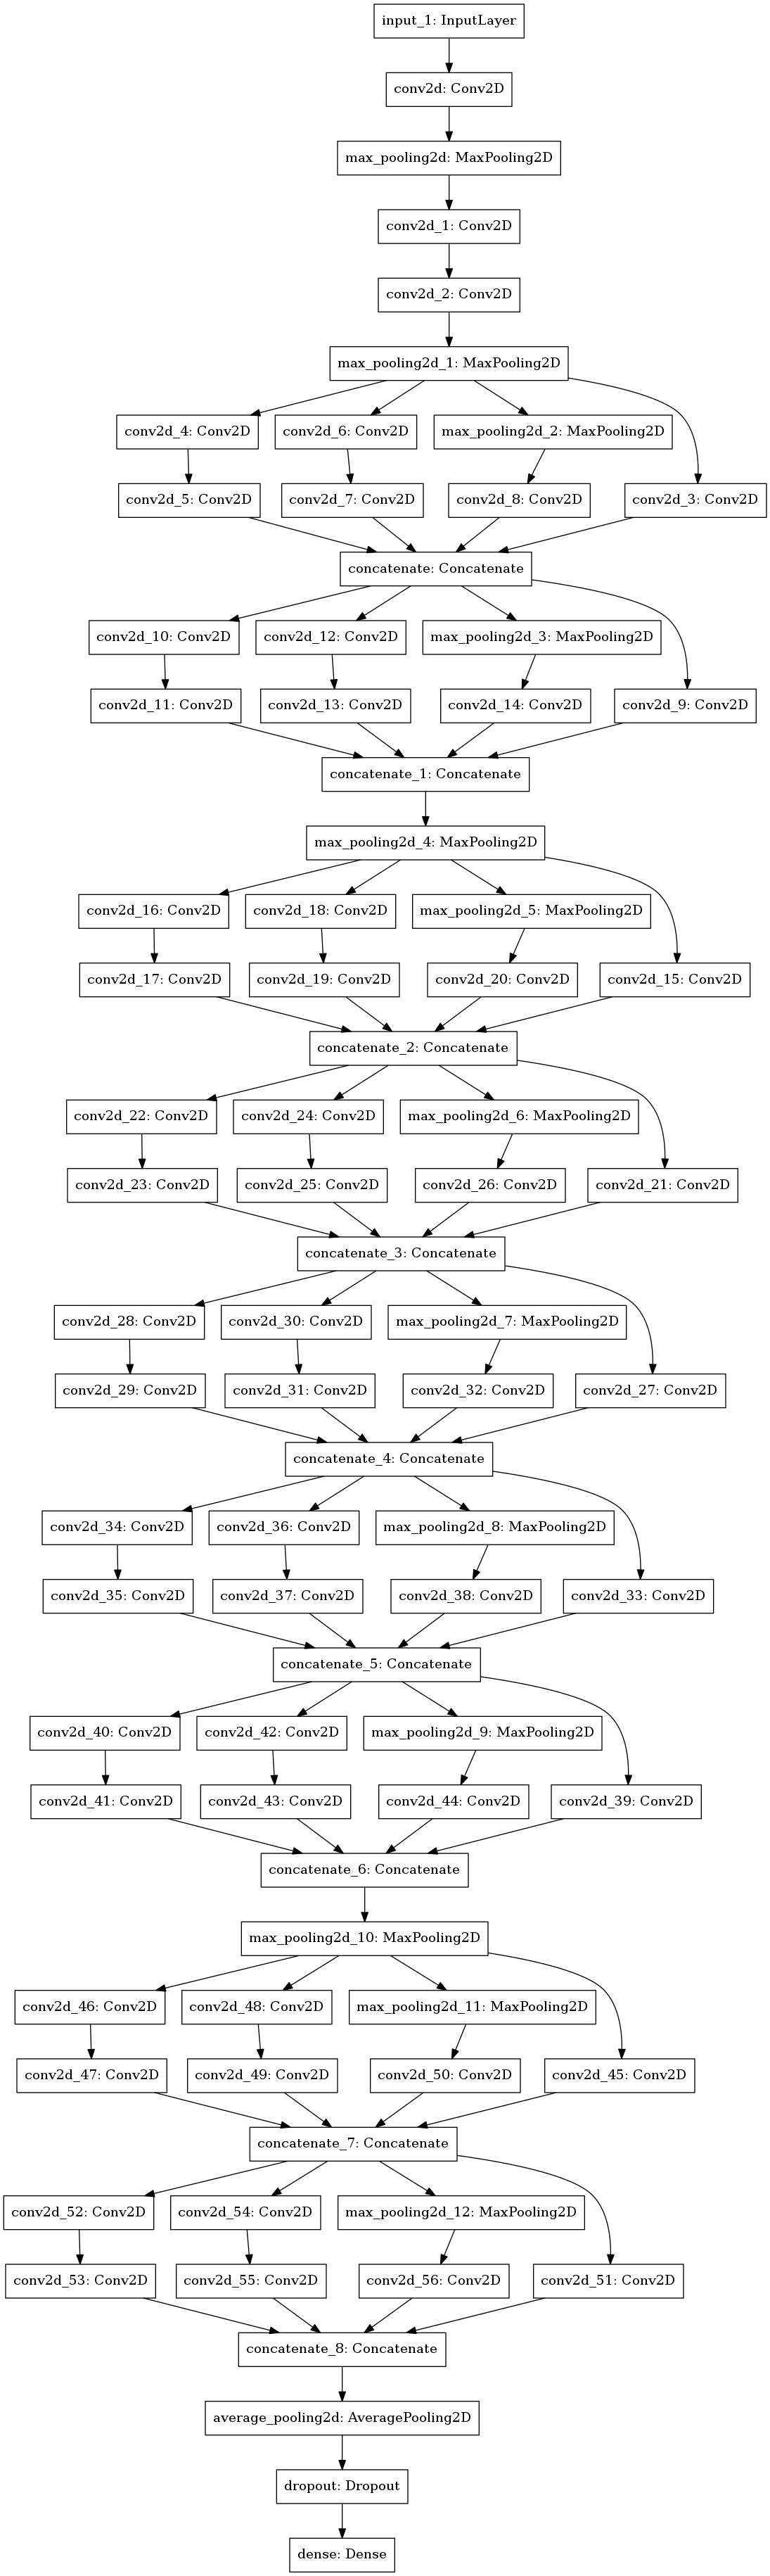 input_1: InputLayer
conv2d: Conv2D
max_pooling2d: MaxPooling2D
conv2d_1: Conv2D
conv2d_2: Conv2D
max_pooling2d_1: MaxPooling2D
conv2d_4: Conv2D
conv2d_6: Conv2D
max_pooling2d_2: MaxPooling2D
conv2d_5: Conv2D
conv2d_7: Conv2D
conv2d_8: Conv2D
conv2d_3: Conv2D
concatenate: Concatenate
conv2d_10: Conv2D
conv2d_12: Conv2D
max_pooling2d_3: MaxPooling2D
conv2d_11: Conv2D
conv2d_13: Conv2D
conv2d_14: Conv2D
conv2d_9: Conv2D
concatenate_1: Concatenate
max_pooling2d_4: MaxPooling2D
conv2d_16: Conv2D
conv2d_18: Conv2D
max_pooling2d_5: MaxPooling2D
conv2d_17: Conv2D
conv2d_19: Conv2D
conv2d_20: Conv2D
conv2d_15: Conv2D
concatenate_2: Concatenate
conv2d_22: Conv2D
conv2d_24: Conv2D
max_pooling2d_6: MaxPooling2D
conv2d_23: Conv2D
conv2d_25: Conv2D
conv2d_26: Conv2D
conv2d_21: Conv2D
concatenate_3: Concatenate
conv2d_28: Conv2D
conv2d_30: Conv2D
max_pooling2d_7: MaxPooling2D
conv2d_29: Conv2D
conv2d_31: Conv2D
conv2d_32: Conv2D
conv2d_27: Conv2D
concatenate_4: Concatenate
conv2d_34: Conv2D
conv2d_36: Conv2D
max_pooling2d_8: MaxPooling2D
conv2d_35: Conv2D
conv2d_37: Conv2D
conv2d_38: Conv2D
conv2d_33: Conv2D
concatenate_5: Concatenate
conv2d_40: Conv2D
conv2d_42: Conv2D
max_pooling2d_9: MaxPooling2D
conv2d_41: Conv2D
conv2d_43: Conv2D
conv2d_44: Conv2D
conv2d_39: Conv2D
concatenate_6: Concatenate
max_pooling2d_10: MaxPooling2D
conv2d_46: Conv2D
conv2d_48: Conv2D
max_pooling2d_11: MaxPooling2D
conv2d_47: Conv2D
conv2d_49: Conv2D
conv2d_50: Conv2D
conv2d_45: Conv2D
concatenate_7: Concatenate
conv2d_52: Conv2D
conv2d_54: Conv2D
max_pooling2d_12: MaxPooling2D
conv2d_53: Conv2D
conv2d_55: Conv2D
conv2d_56: Conv2D
conv2d_51: Conv2D
concatenate_8: Concatenate
average_pooling2d: AveragePooling2D
dropout: Dropout
dense: Dense